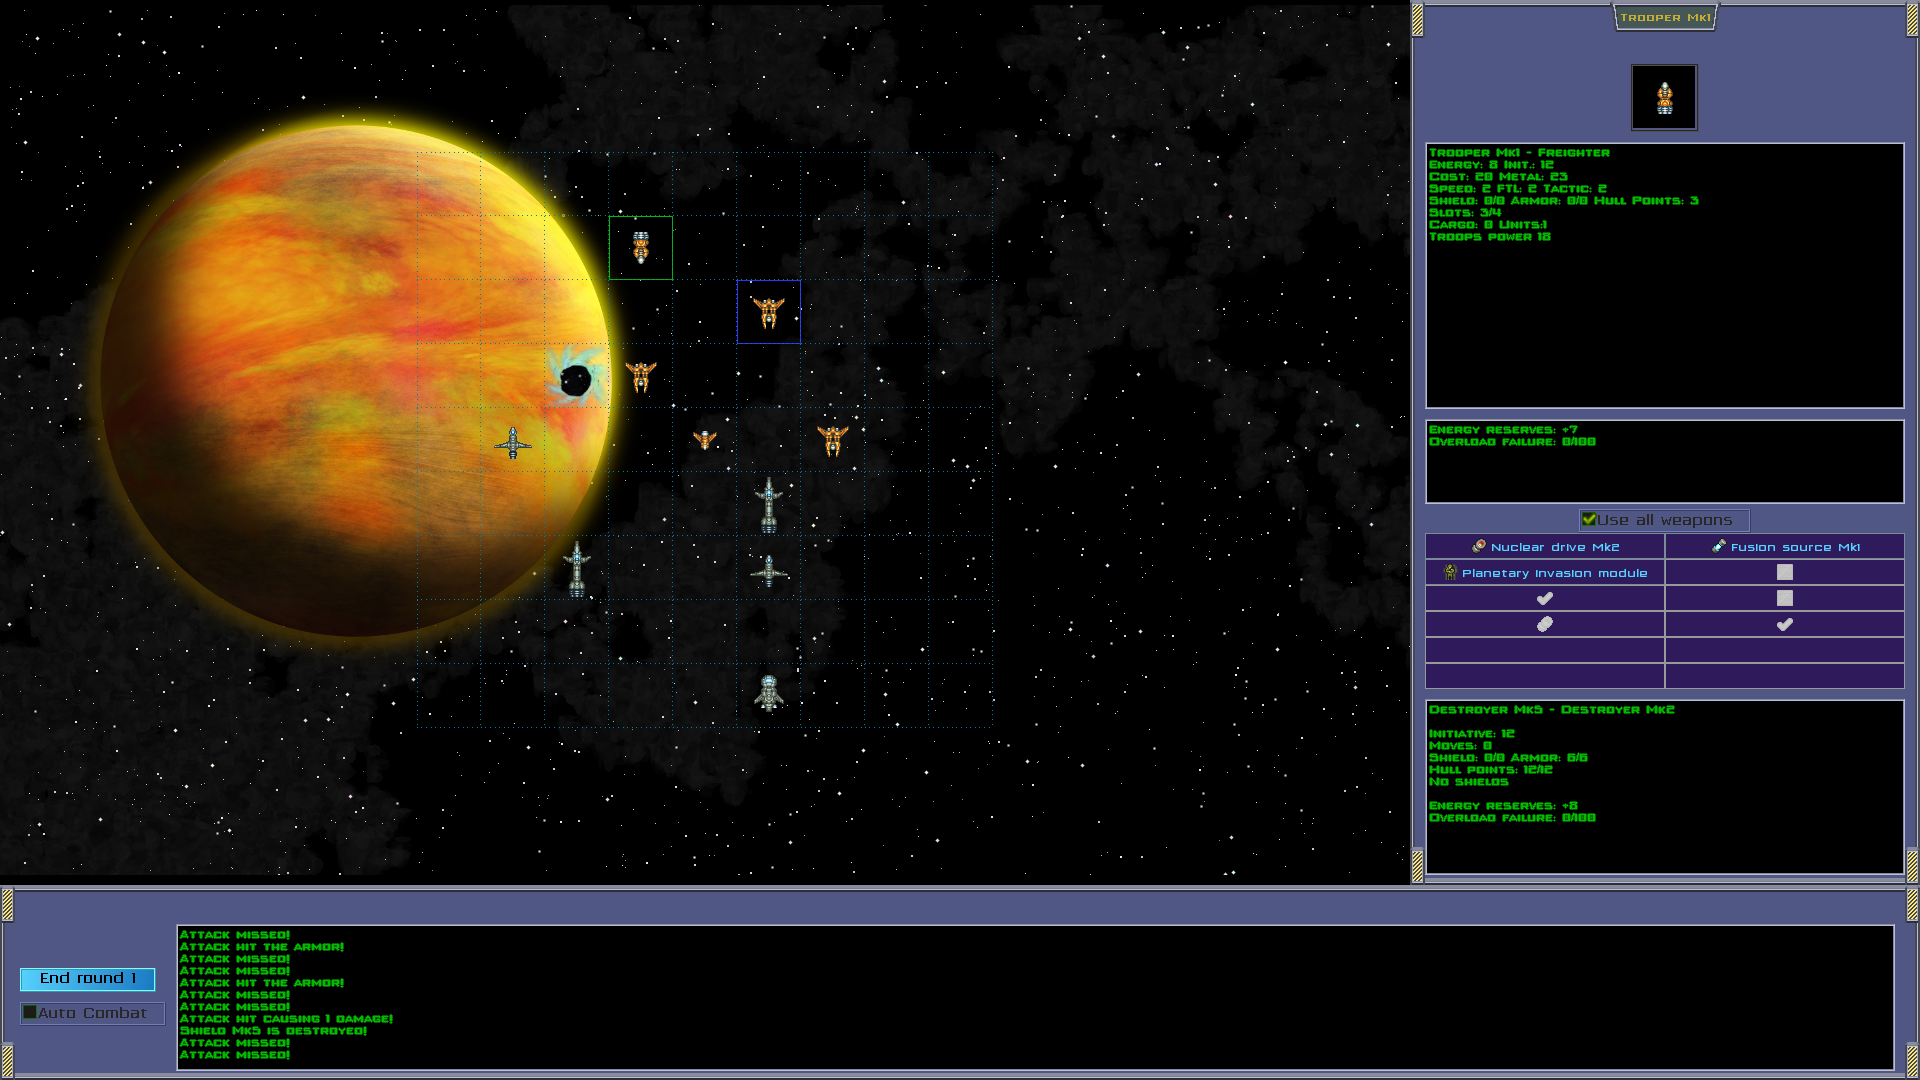 Trooper Mk1
Trooper Mk1 - Freighter
Energy: 8 Init.: 12
Cost: 28 Metal: 23
Speed: 2 FTL: 2 Tactic: 2
Shield: 0/0 Armor: 0/0 Hull Points: 3
Slots: 3/4
Cargo: 0 Units:1
Troops power 18
Energy reserves: +7
Overload failure: 0/100
Use all weapons
Nuclear drive Mk2
Fusion source Mk1
Planetary invasion module
Destroyer Mk5 - Destroyer Mk2
Initiative: 12
Moves: 0
Shield: 0/0 Armor: 6/6
Hull points: 12/12
No shields
Energy reserves: +8
Overload failure: 0/100
Attack missed!
Attack hit the armor!
Attack missed!
Attack missed!
Attack hit the armor!
Attack missed!
Attack missed!
Attack hit causing 1 damage!
Shield Mk5 is destroyed!
Attack missed!
Attack missed!
End round 1
Auto Combat